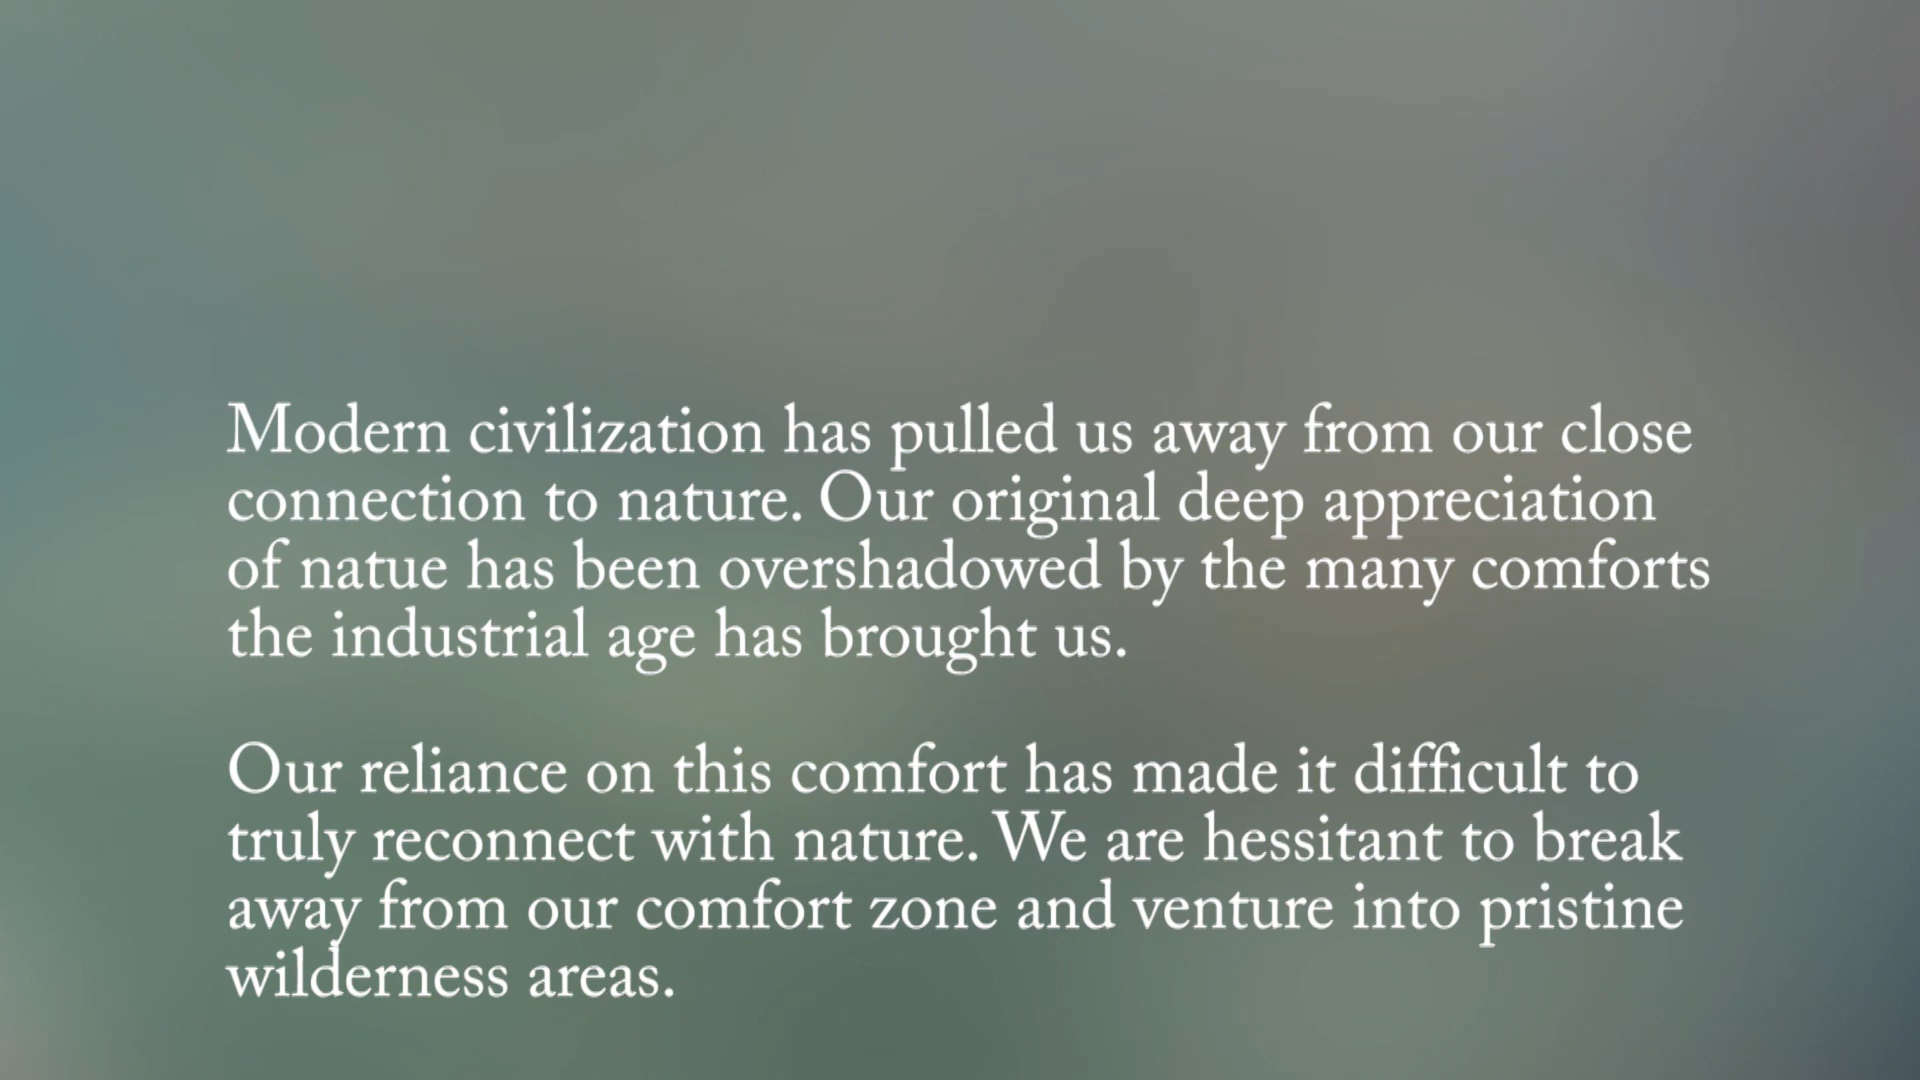 Modern civilization has pulled us away from our close
connection to nature. Our original deep appreciation
of natue has been overshadowed by the many comforts
the industrial age has brought us.
Our reliance on this comfort has made it difficult to
truly reconnect with nature. We are hessitant to break
away from our comfort zone and venture into pristine
wilderness areas.